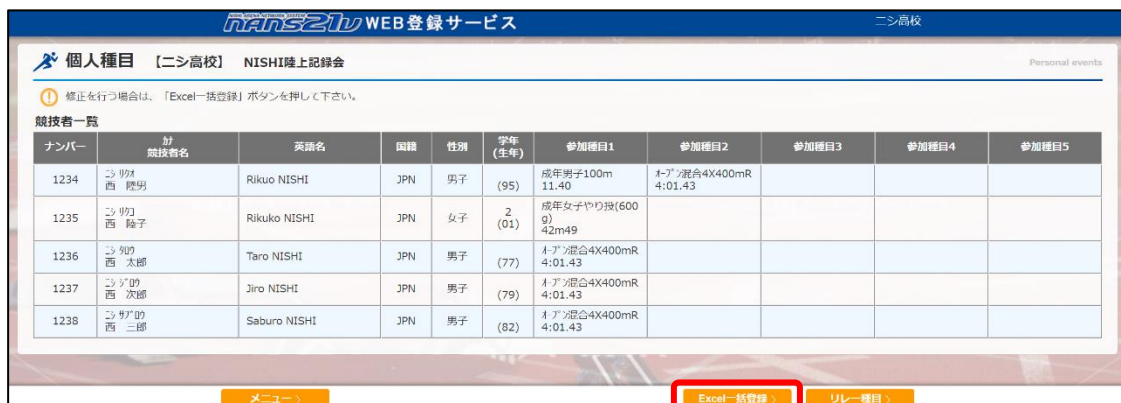 NISHI ARENA NETWORK SYSTEM
NANS21V WEB登録サービス ニシ高校
個人種目 【ニシ高校】 NISHI陸上記録会 Personal events
修正を行う場合は、「Excel一括登録」ボタンを押して下さい。
競技者一覧
ナンバー ｶﾅ 競技者名 英語名 国籍 性別 学年 (生年) 参加種目1 参加種目2 参加種目3 参加種目4 参加種目5
1234 ﾆｼ ﾘｸｵ 西 陸男 Rikuo NISHI JPN 男子 (95) 成年男子100m 11.40 ｵｰﾌﾟﾝ混合4X400mR 4:01.43
1235 ﾆｼ ﾘｸｺ 西 陸子 Rikuko NISHI JPN 女子 2 (01) 成年女子やり投(600g) 42m49
1236 ﾆｼ ﾀﾛｳ 西 太郎 Taro NISHI JPN 男子 (77) ｵｰﾌﾟﾝ混合4X400mR 4:01.43
1237 ﾆｼ ｼﾞﾛｳ 西 次郎 Jiro NISHI JPN 男子 (79) ｵｰﾌﾟﾝ混合4X400mR 4:01.43
1238 ﾆｼ ｻﾌﾞﾛｳ 西 三郎 Saburo NISHI JPN 男子 (82) ｵｰﾌﾟﾝ混合4X400mR 4:01.43
メニュー > Excel一括登録 > リレー種目 >